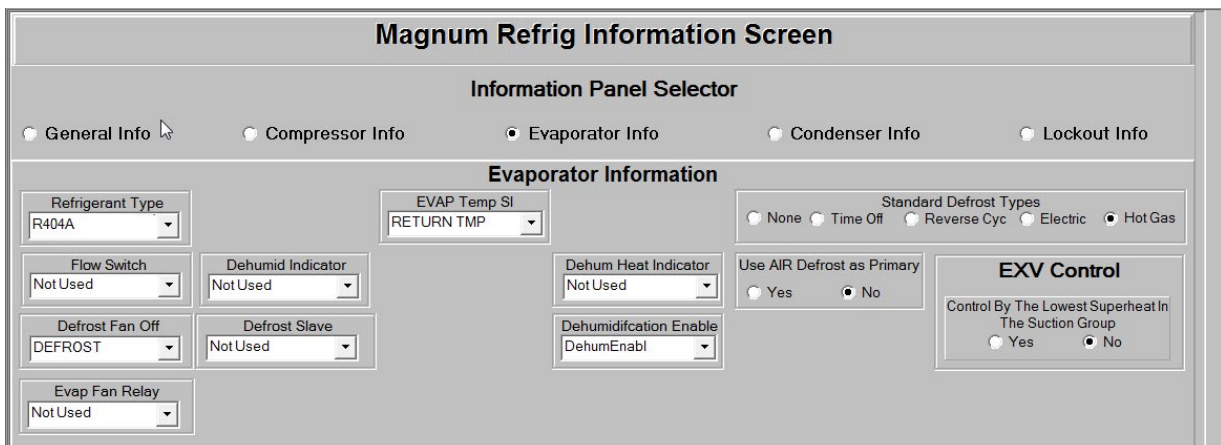 Magnum Refrig Information Screen
Information Panel Selector
General Info Compressor Info Evaporator Info Condenser Info Lockout Info
Evaporator Information
Refrigerant Type
R404A
EVAP Temp SI
RETURN TMP
Standard Defrost Types
None Time Off Reverse Cyc Electric Hot Gas
Flow Switch
Not Used
Dehumid Indicator
Not Used
Dehum Heat Indicator
Not Used
Use AIR Defrost as Primary
Yes No
EXV Control
Control By The Lowest Superheat In
The Suction Group
Yes No
Defrost Fan Off
DEFROST
Defrost Slave
Not Used
Dehumidifcation Enable
DehumEnabl
Evap Fan Relay
Not Used